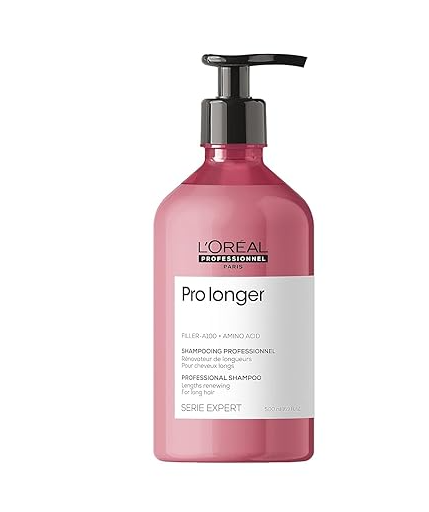 L'ORÉAL
PROFESSIONNEL
PARIS
Pro longer
FILLER-A100 + AMINO ACID
SHAMPOOING PROFESSIONNEL
Rénovateur de longueurs
Pour cheveux longs
PROFESSIONAL SHAMPOO
Lengths renewing
For long hair
SERIE EXPERT